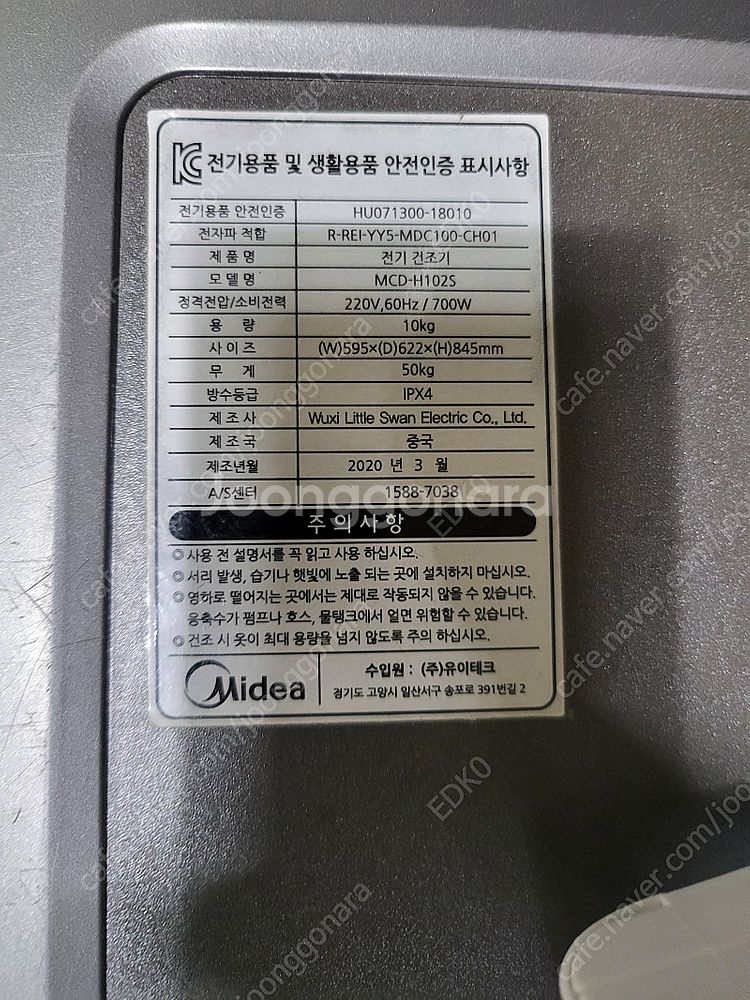 KC 전기용품 및 생활용품 안전인증 표시사항
전기용품 안전인증 HU071300-18010
전자파 적합 R-REI-YY5-MDC100-CH01
제 품 명 전기 건조기
모 델 명 MCD-H102S
정격전압/소비전력 220V,60Hz / 700W
용 량 10kg
사 이 즈 (W)595×(D)622×(H)845mm
무 게 50kg
방수등급 IPX4
제 조 사 Wuxi Little Swan Electric Co., Ltd.
제 조 국 중국
제조년월 2020 년 3 월
A/S센터 1588-7038
주 의 사 항
◎ 사용 전 설명서를 꼭 읽고 사용 하십시오.
◎ 서리 발생, 습기나 햇빛에 노출 되는 곳에 설치하지 마십시오.
◎ 영하로 떨어지는 곳에서는 제대로 작동되지 않을 수 있습니다.
응축수가 펌프나 호스, 물탱크에서 얼면 위험할 수 있습니다.
◎ 건조 시 옷이 최대 용량을 넘지 않도록 주의 하십시오.
Midea
수입원 : (주)유이테크
경기도 고양시 일산서구 송포로 391번길 2
Joonggonara
EDK0
EDK0
cafe.naver.com/joonggonara
cafe.naver.com/joonggonara